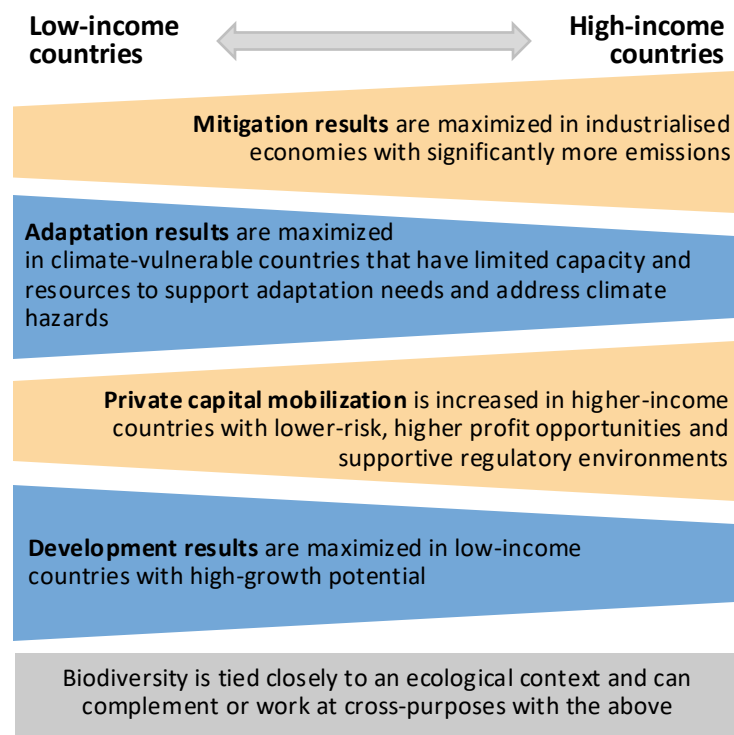 Low-income
countries
High-income
countries
Mitigation results are maximized in industrialised
economies with significantly more emissions
Adaptation results are maximized
in climate-vulnerable countries that have limited capacity and
resources to support adaptation needs and address climate
hazards
Private capital mobilization is increased in higher-income
countries with lower-risk, higher profit opportunities and
supportive regulatory environments
Development results are maximized in low-income
countries with high-growth potential
Biodiversity is tied closely to an ecological context and can
complement or work at cross-purposes with the above